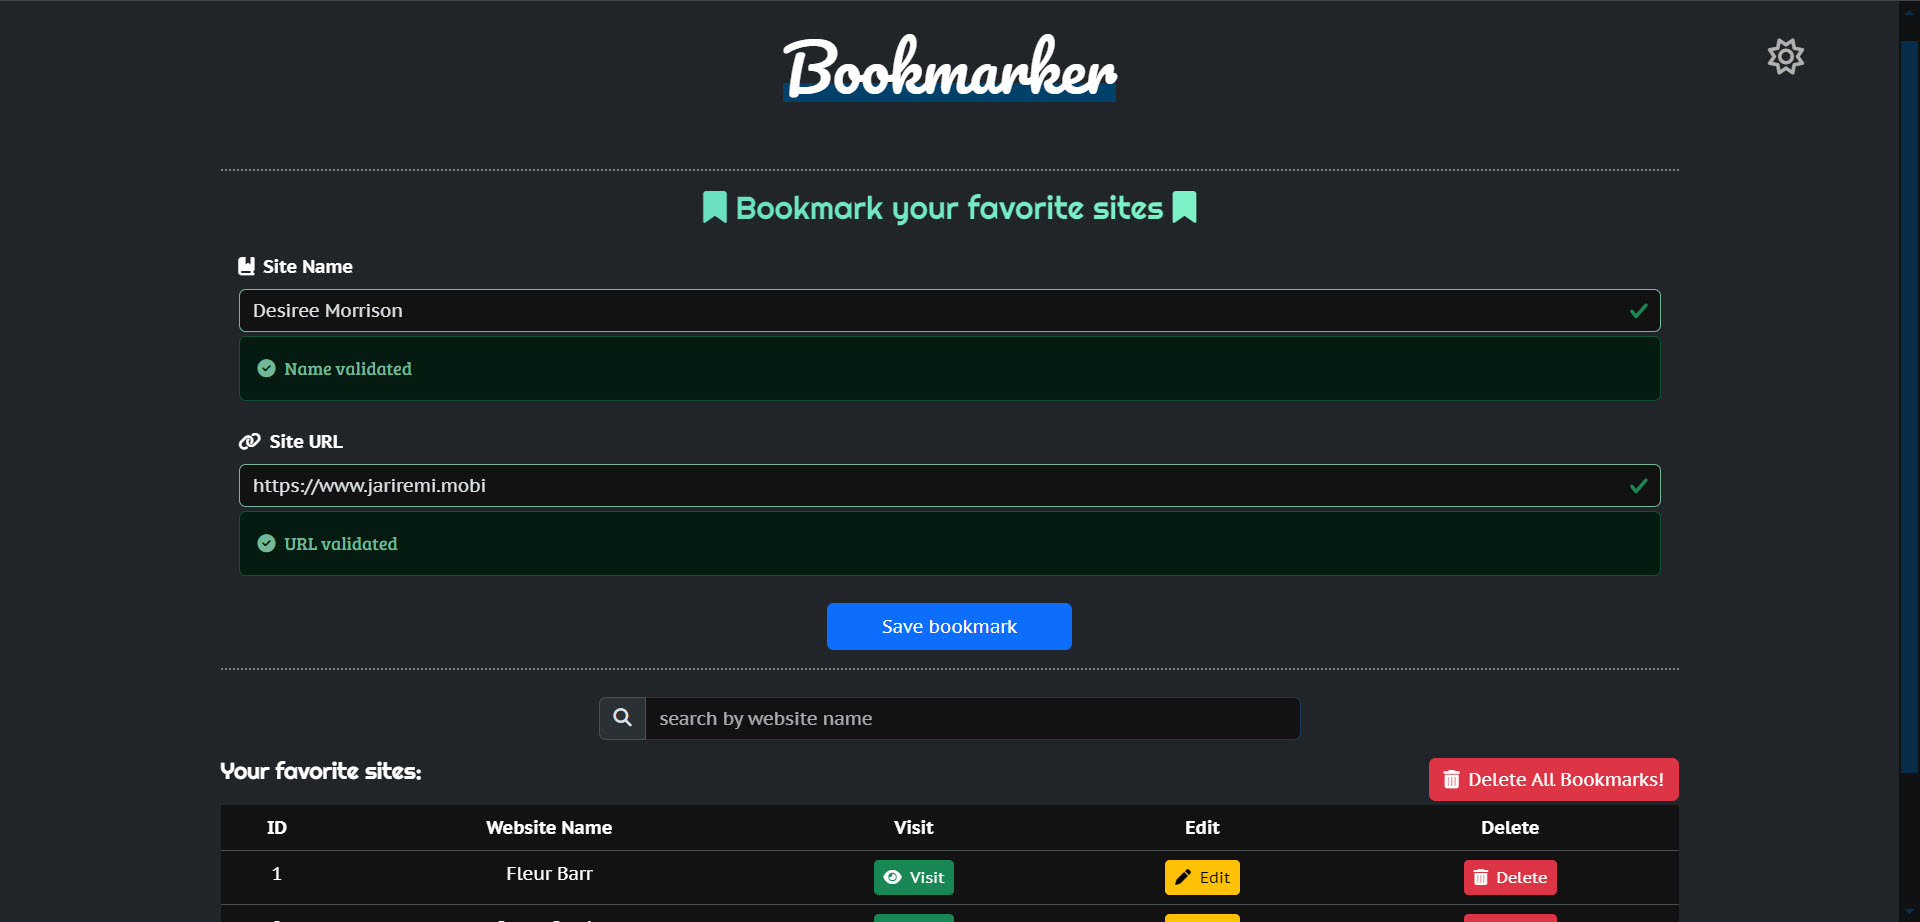 Bookmarker
Bookmark your favorite sites
Site Name
Desiree Morrison
Name validated
Site URL
https://www.jariremi.mobi
URL validated
Save bookmark
search by website name
Your favorite sites:
Delete All Bookmarks!
ID Website Name Visit Edit Delete
1 Fleur Barr Visit Edit Delete